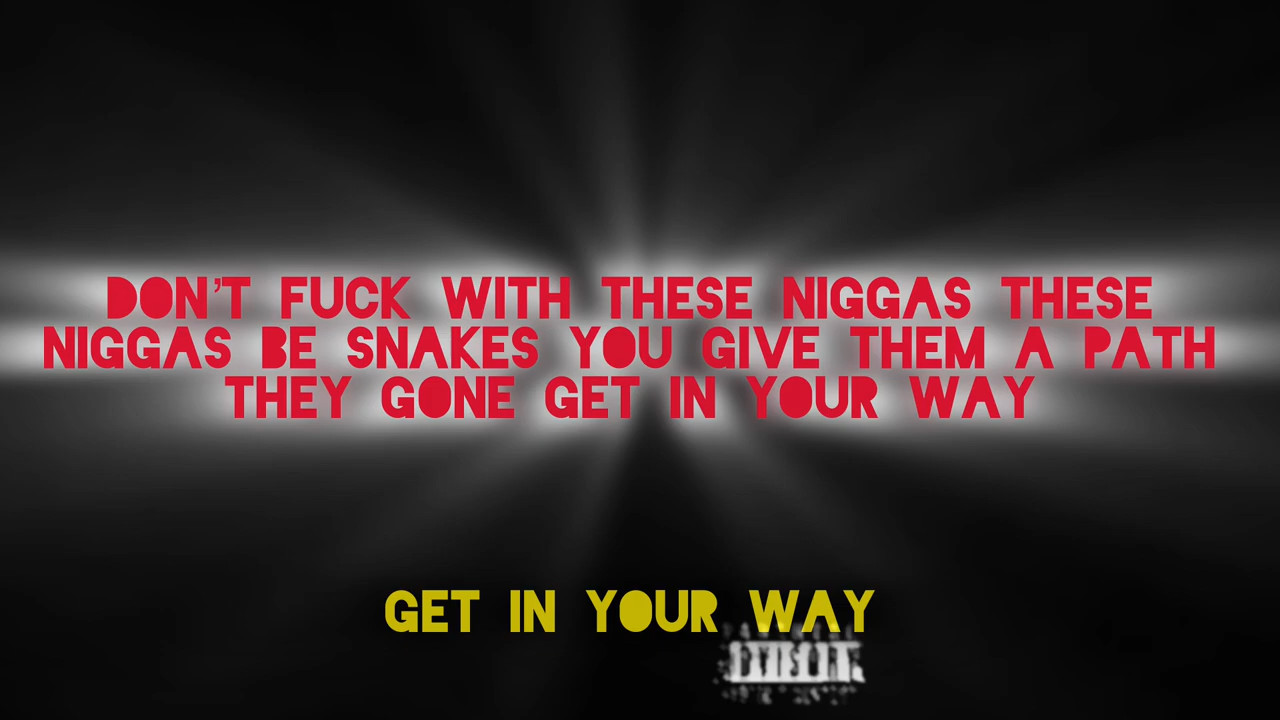 DON'T FUCK WITH THESE NIGGAS THESE
NIGGAS BE SNAKES YOU GIVE THEM A PATH
THEY GONE GET IN YOUR WAY
GET IN YOUR WAY